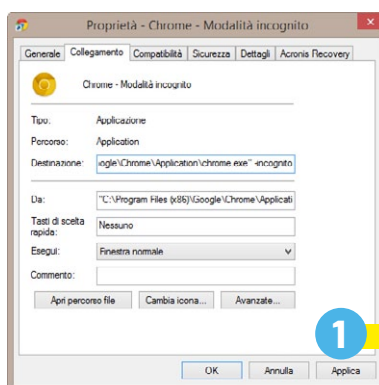 Proprietà - Chrome - Modalità incognito
Generale Collegamento Compatibilità Sicurezza Dettagli Acronis Recovery
Chrome - Modalità incognito
Tipo: Applicazione
Percorso: Application
Destinazione: ogle\Chrome\Application\chrome.exe" -incognito
Da: "C:\Program Files (x86)\Google\Chrome\Applicati
Tasti di scelta rapida: Nessuno
Esegui: Finestra normale
Commento:
Apri percorso file Cambia icona... Avanzate...
1
OK Annulla Applica